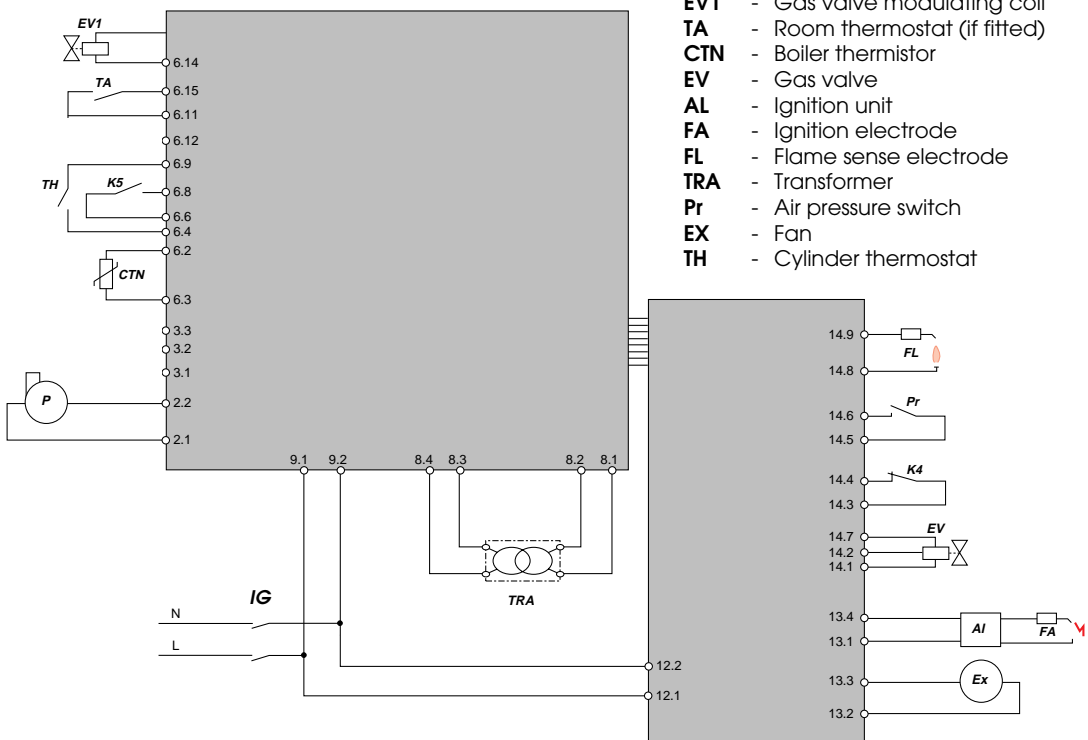 EV1 - Gas valve modulating coil
TA - Room thermostat (if fitted)
CTN - Boiler thermistor
EV - Gas valve
AL - Ignition unit
FA - Ignition electrode
FL - Flame sense electrode
TRA - Transformer
Pr - Air pressure switch
EX - Fan
TH - Cylinder thermostat
EV1
6.14
TA
6.15
6.11
6.12
6.9
TH
K5
6.8
6.6
6.4
6.2
CTN
6.3
3.3
3.2
3.1
P
2.2
2.1
9.1 9.2 8.4 8.3 8.2 8.1
TRA
IG
N
L
12.2
12.1
14.9
FL
14.8
Pr
14.6
14.5
K4
14.4
14.3
EV
14.7
14.2
14.1
13.4
AI
FA
13.1
13.3
Ex
13.2